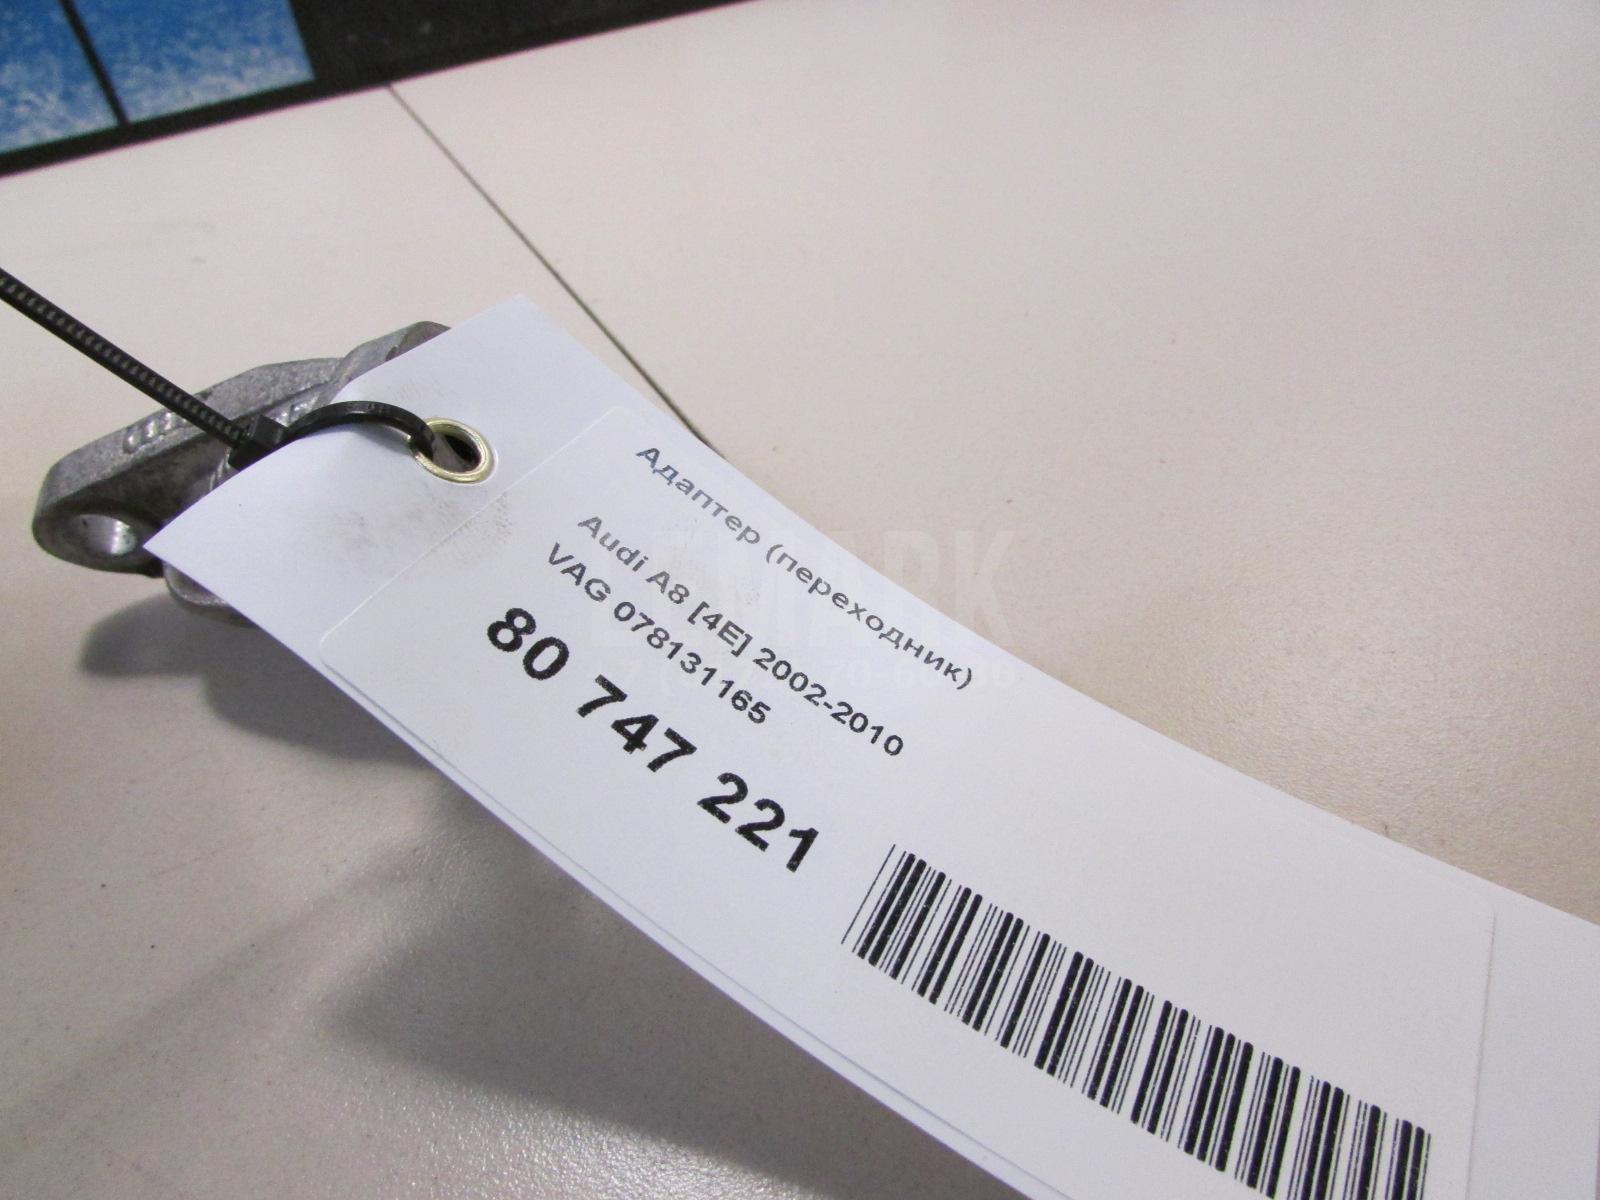 Адаптер (переходник)
Audi A8 [4E] 2002-2010
VAG 078131165
80 747 221